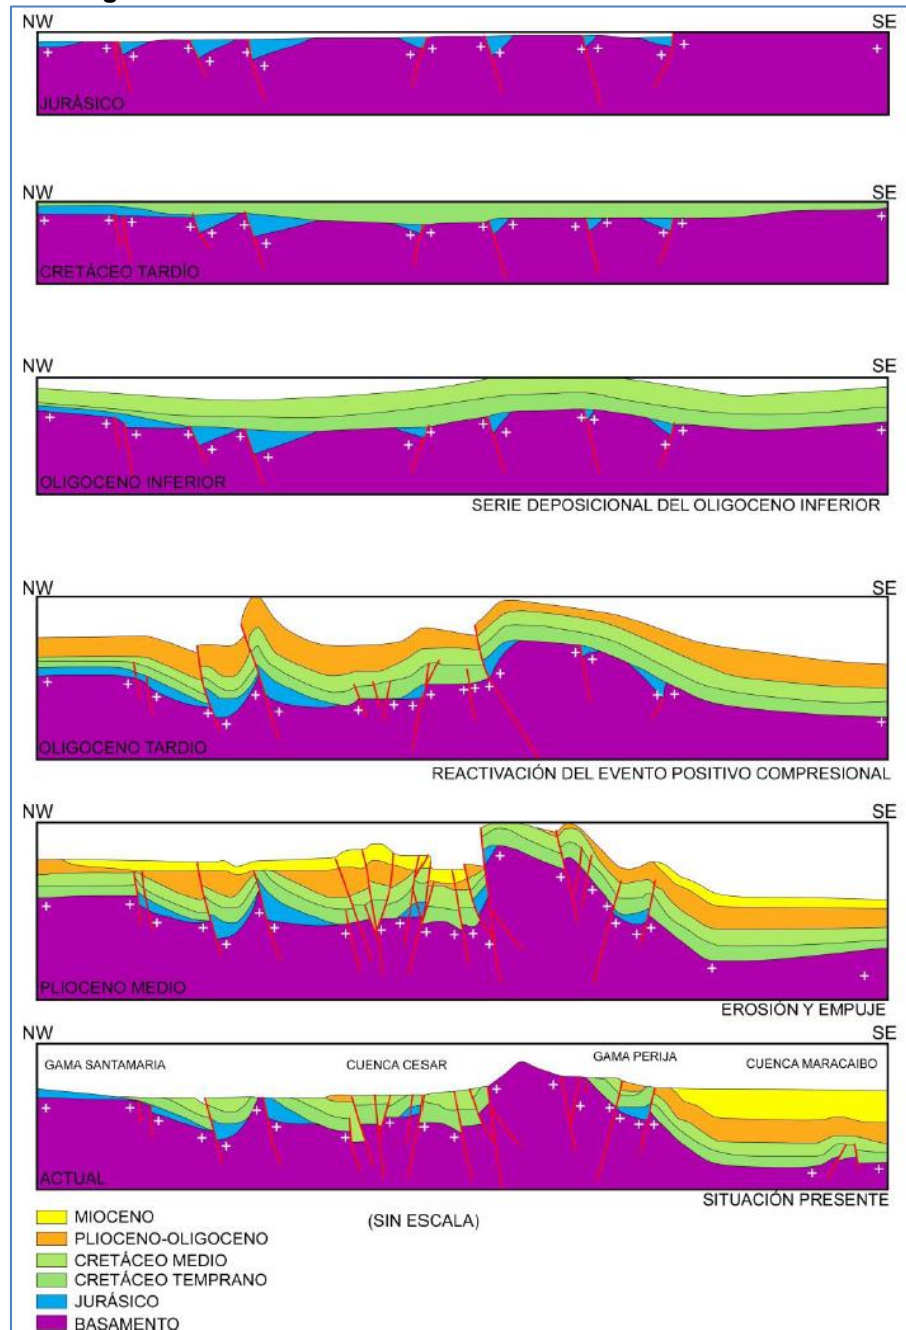 NW SE
JURÁSICO
NW SE
CRETÁCEO TARDÍO
NW SE
OLIGOCENO INFERIOR
SERIE DEPOSICIONAL DEL OLIGOCENO INFERIOR
NW SE
OLIGOCENO TARDIO
REACTIVACIÓN DEL EVENTO POSITIVO COMPRESIONAL
NW SE
PLIOCENO MEDIO
EROSIÓN Y EMPUJE
NW SE
GAMA SANTAMARIA CUENCA CESAR GAMA PERIJA CUENCA MARACAIBO
ACTUAL
SITUACIÓN PRESENTE
(SIN ESCALA)
MIOCENO
PLIOCENO-OLIGOCENO
CRETÁCEO MEDIO
CRETÁCEO TEMPRANO
JURÁSICO
BASAMENTO